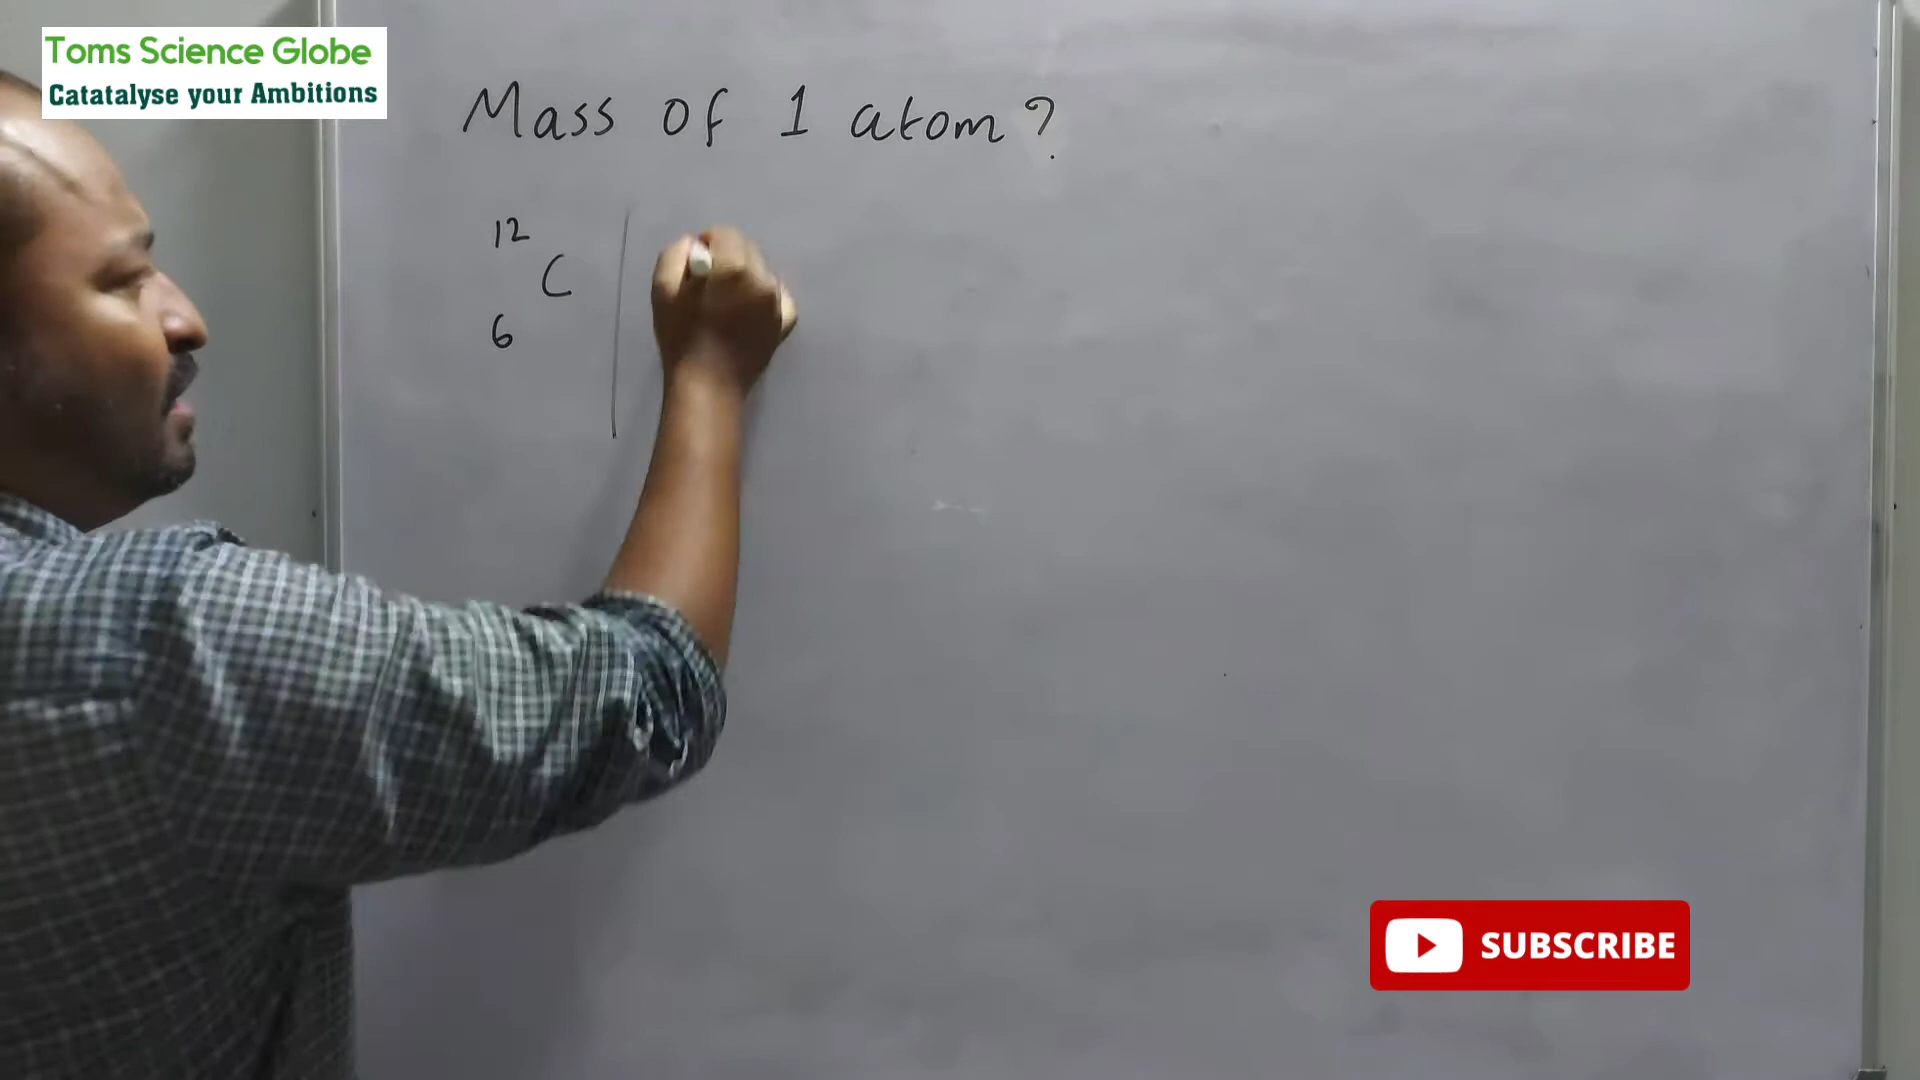 Toms Science Globe
Catatalyse your Ambitions
Mass of 1 atom?
12
C
6
SUBSCRIBE